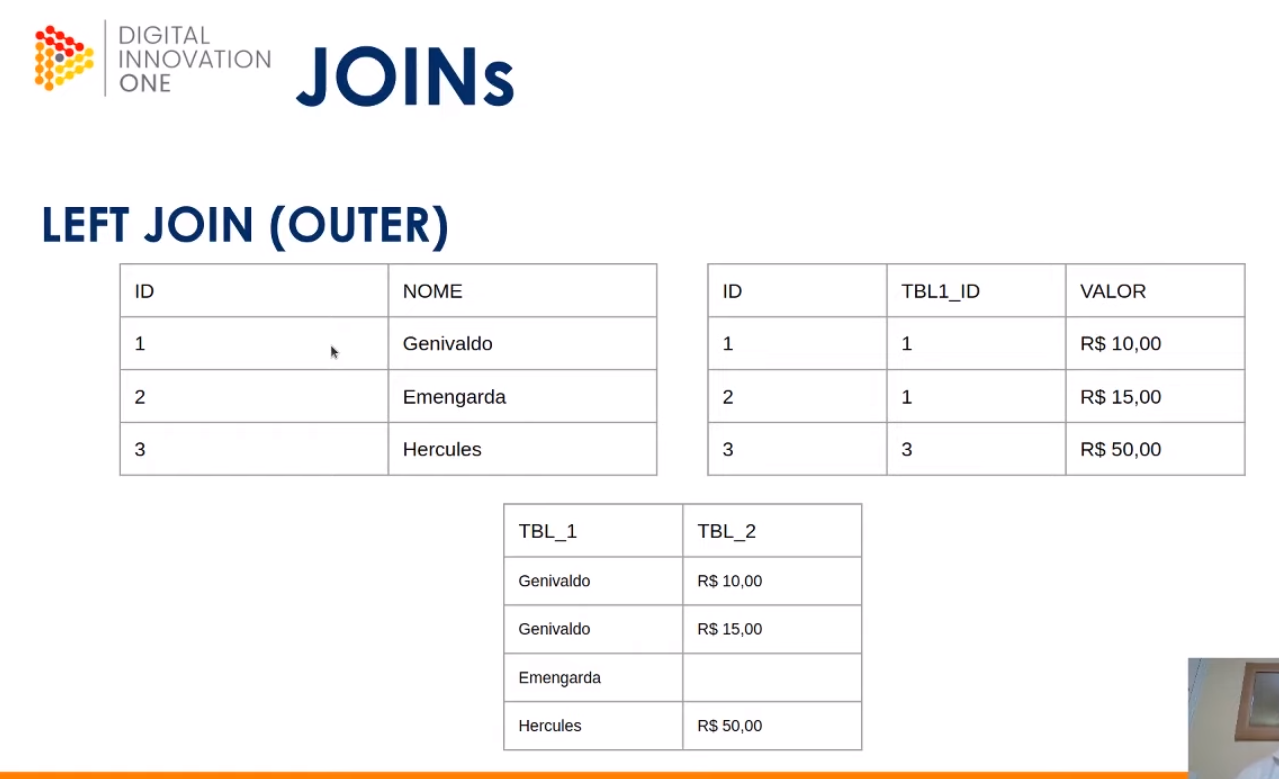 DIGITAL
INNOVATION
ONE
JOINs
LEFT JOIN (OUTER)
ID NOME
1 Genivaldo
2 Emengarda
3 Hercules
ID TBL1_ID VALOR
1 1 R$ 10,00
2 1 R$ 15,00
3 3 R$ 50,00
TBL_1 TBL_2
Genivaldo R$ 10,00
Genivaldo R$ 15,00
Emengarda
Hercules R$ 50,00